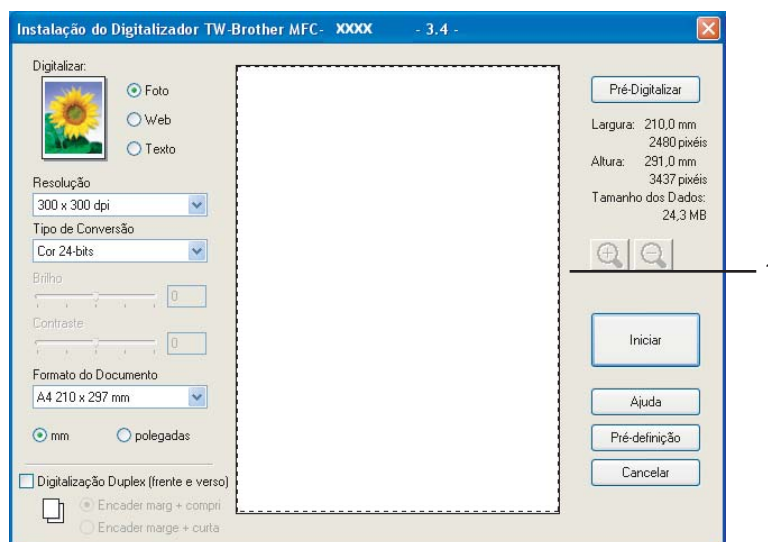 Instalação do Digitalizador TW-Brother MFC- XXXX - 3.4 -
Digitalizar:
Foto
Web
Texto
Resolução
300 x 300 dpi
Tipo de Conversão
Cor 24-bits
Brilho
0
Contraste
0
Formato do Documento
A4 210 x 297 mm
mm
polegadas
Digitalização Duplex (frente e verso)
Encader marg + compri
Encader marge + curta
Pré-Digitalizar
Largura: 210,0 mm
2480 pixéis
Altura: 291,0 mm
3437 pixéis
Tamanho dos Dados:
24,3 MB
Iniciar
Ajuda
Pré-definição
Cancelar